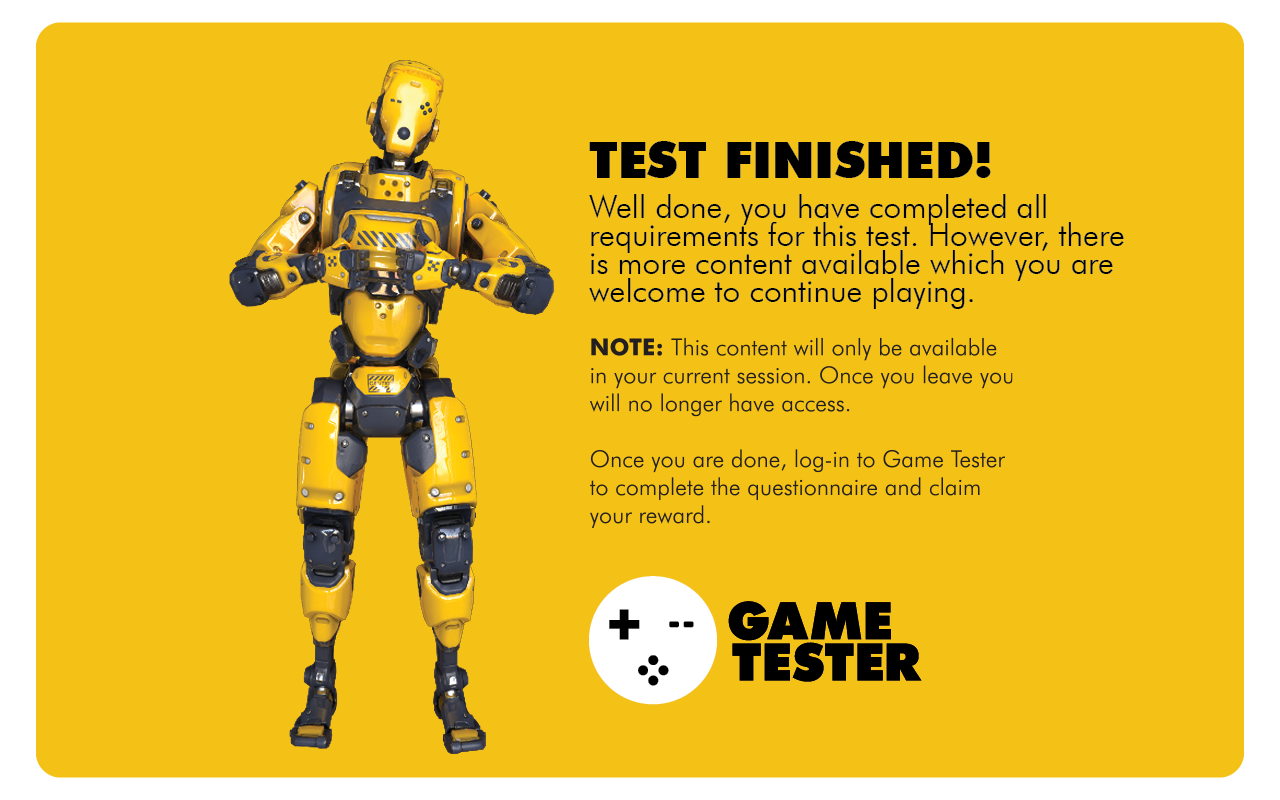 TEST FINISHED!
Well done, you have completed all
requirements for this test. However, there
is more content available which you are
welcome to continue playing.
NOTE: This content will only be available
in your current session. Once you leave you
will no longer have access.
Once you are done, log-in to Game Tester
to complete the questionnaire and claim
your reward.
GAME
TESTER